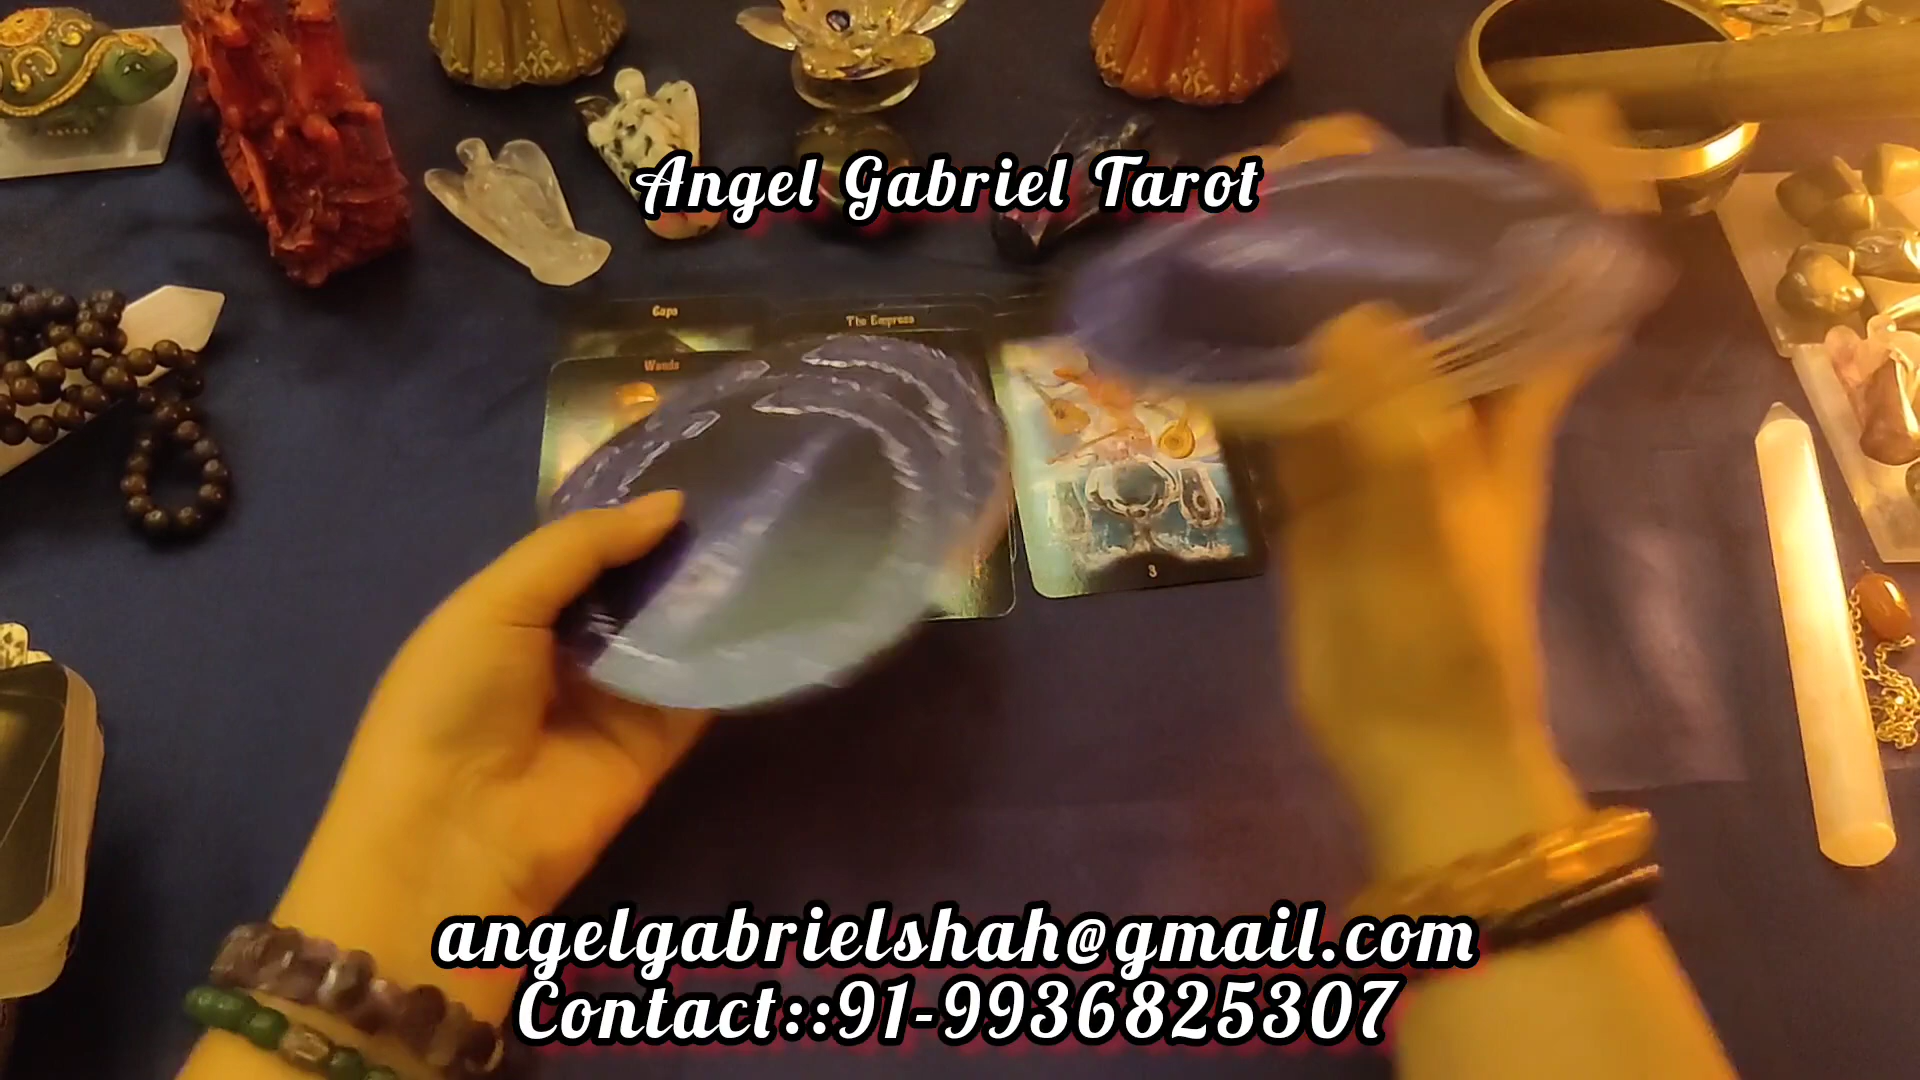 Angel Gabriel Tarot
Cups
The Empress
Wands
3
angelgabrielshah@gmail.com
Contact::91-9936825307